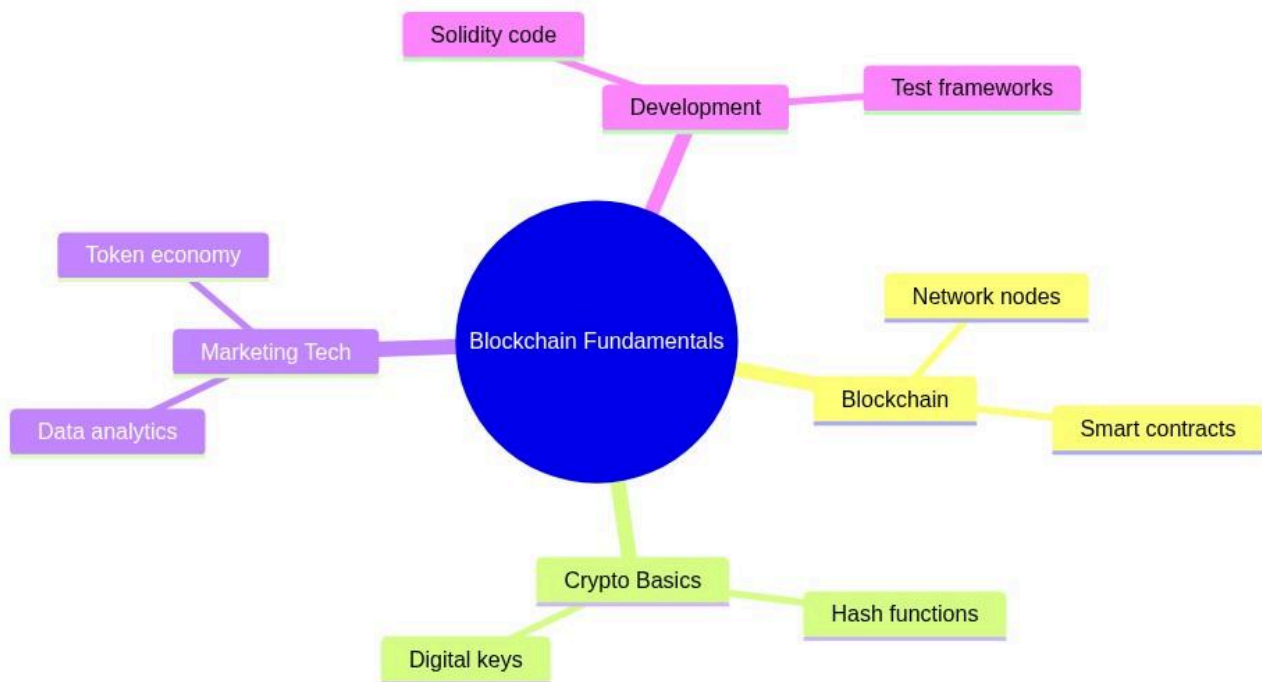 Solidity code
Test frameworks
Development
Token economy
Network nodes
Blockchain Fundamentals
Marketing Tech
Blockchain
Data analytics
Smart contracts
Crypto Basics
Hash functions
Digital keys